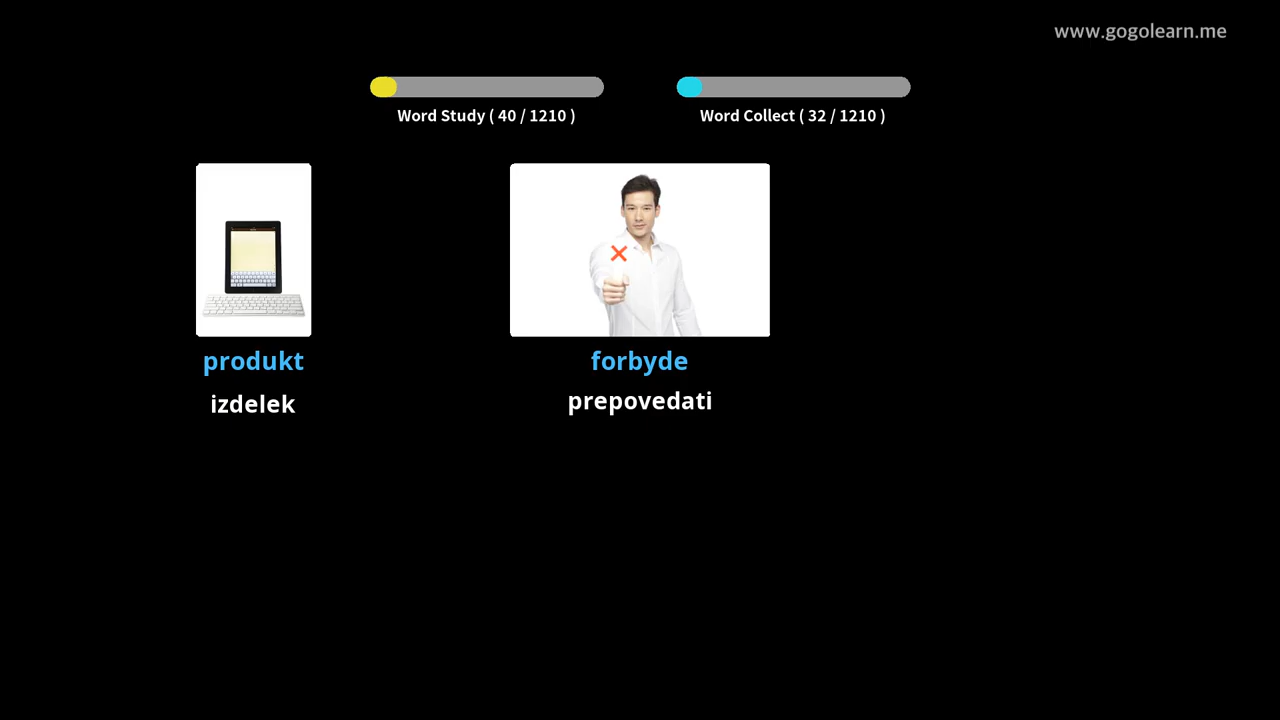 www.gogolearn.me
Word Study ( 40 / 1210 )
Word Collect ( 32 / 1210 )
produkt
izdelek
forbyde
prepovedati